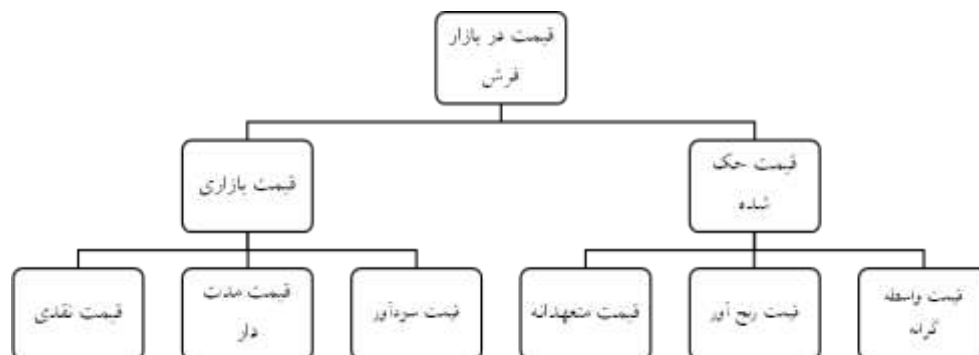 قیمت در بازار
فرش
قیمت حک
شده
قیمت بازاری
قیمت واسطه
گرانه
قیمت ربح آور
قیمت متعهدانه
قیمت سودآور
قیمت مدت
دار
قیمت نقدی